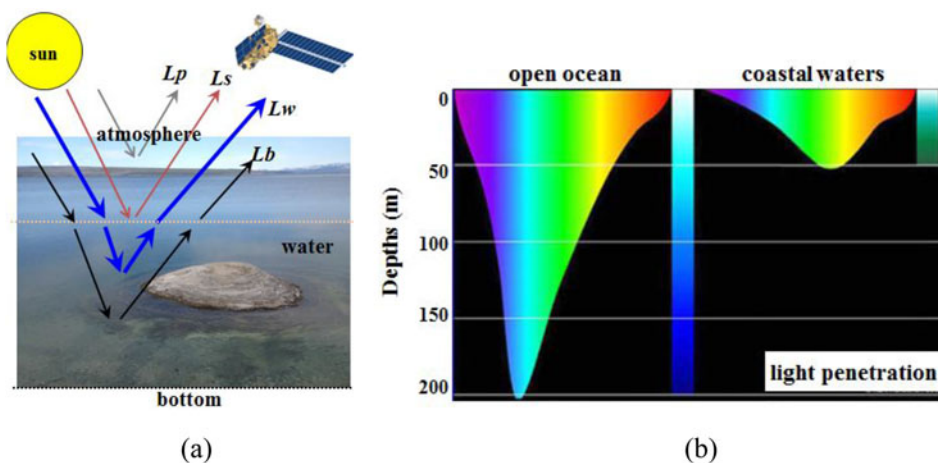 sun
Lp
Ls
Lw
atmosphere
Lb
water
bottom
(a)
open ocean
coastal waters
Depths (m)
0
50
100
150
200
light penetration
(b)